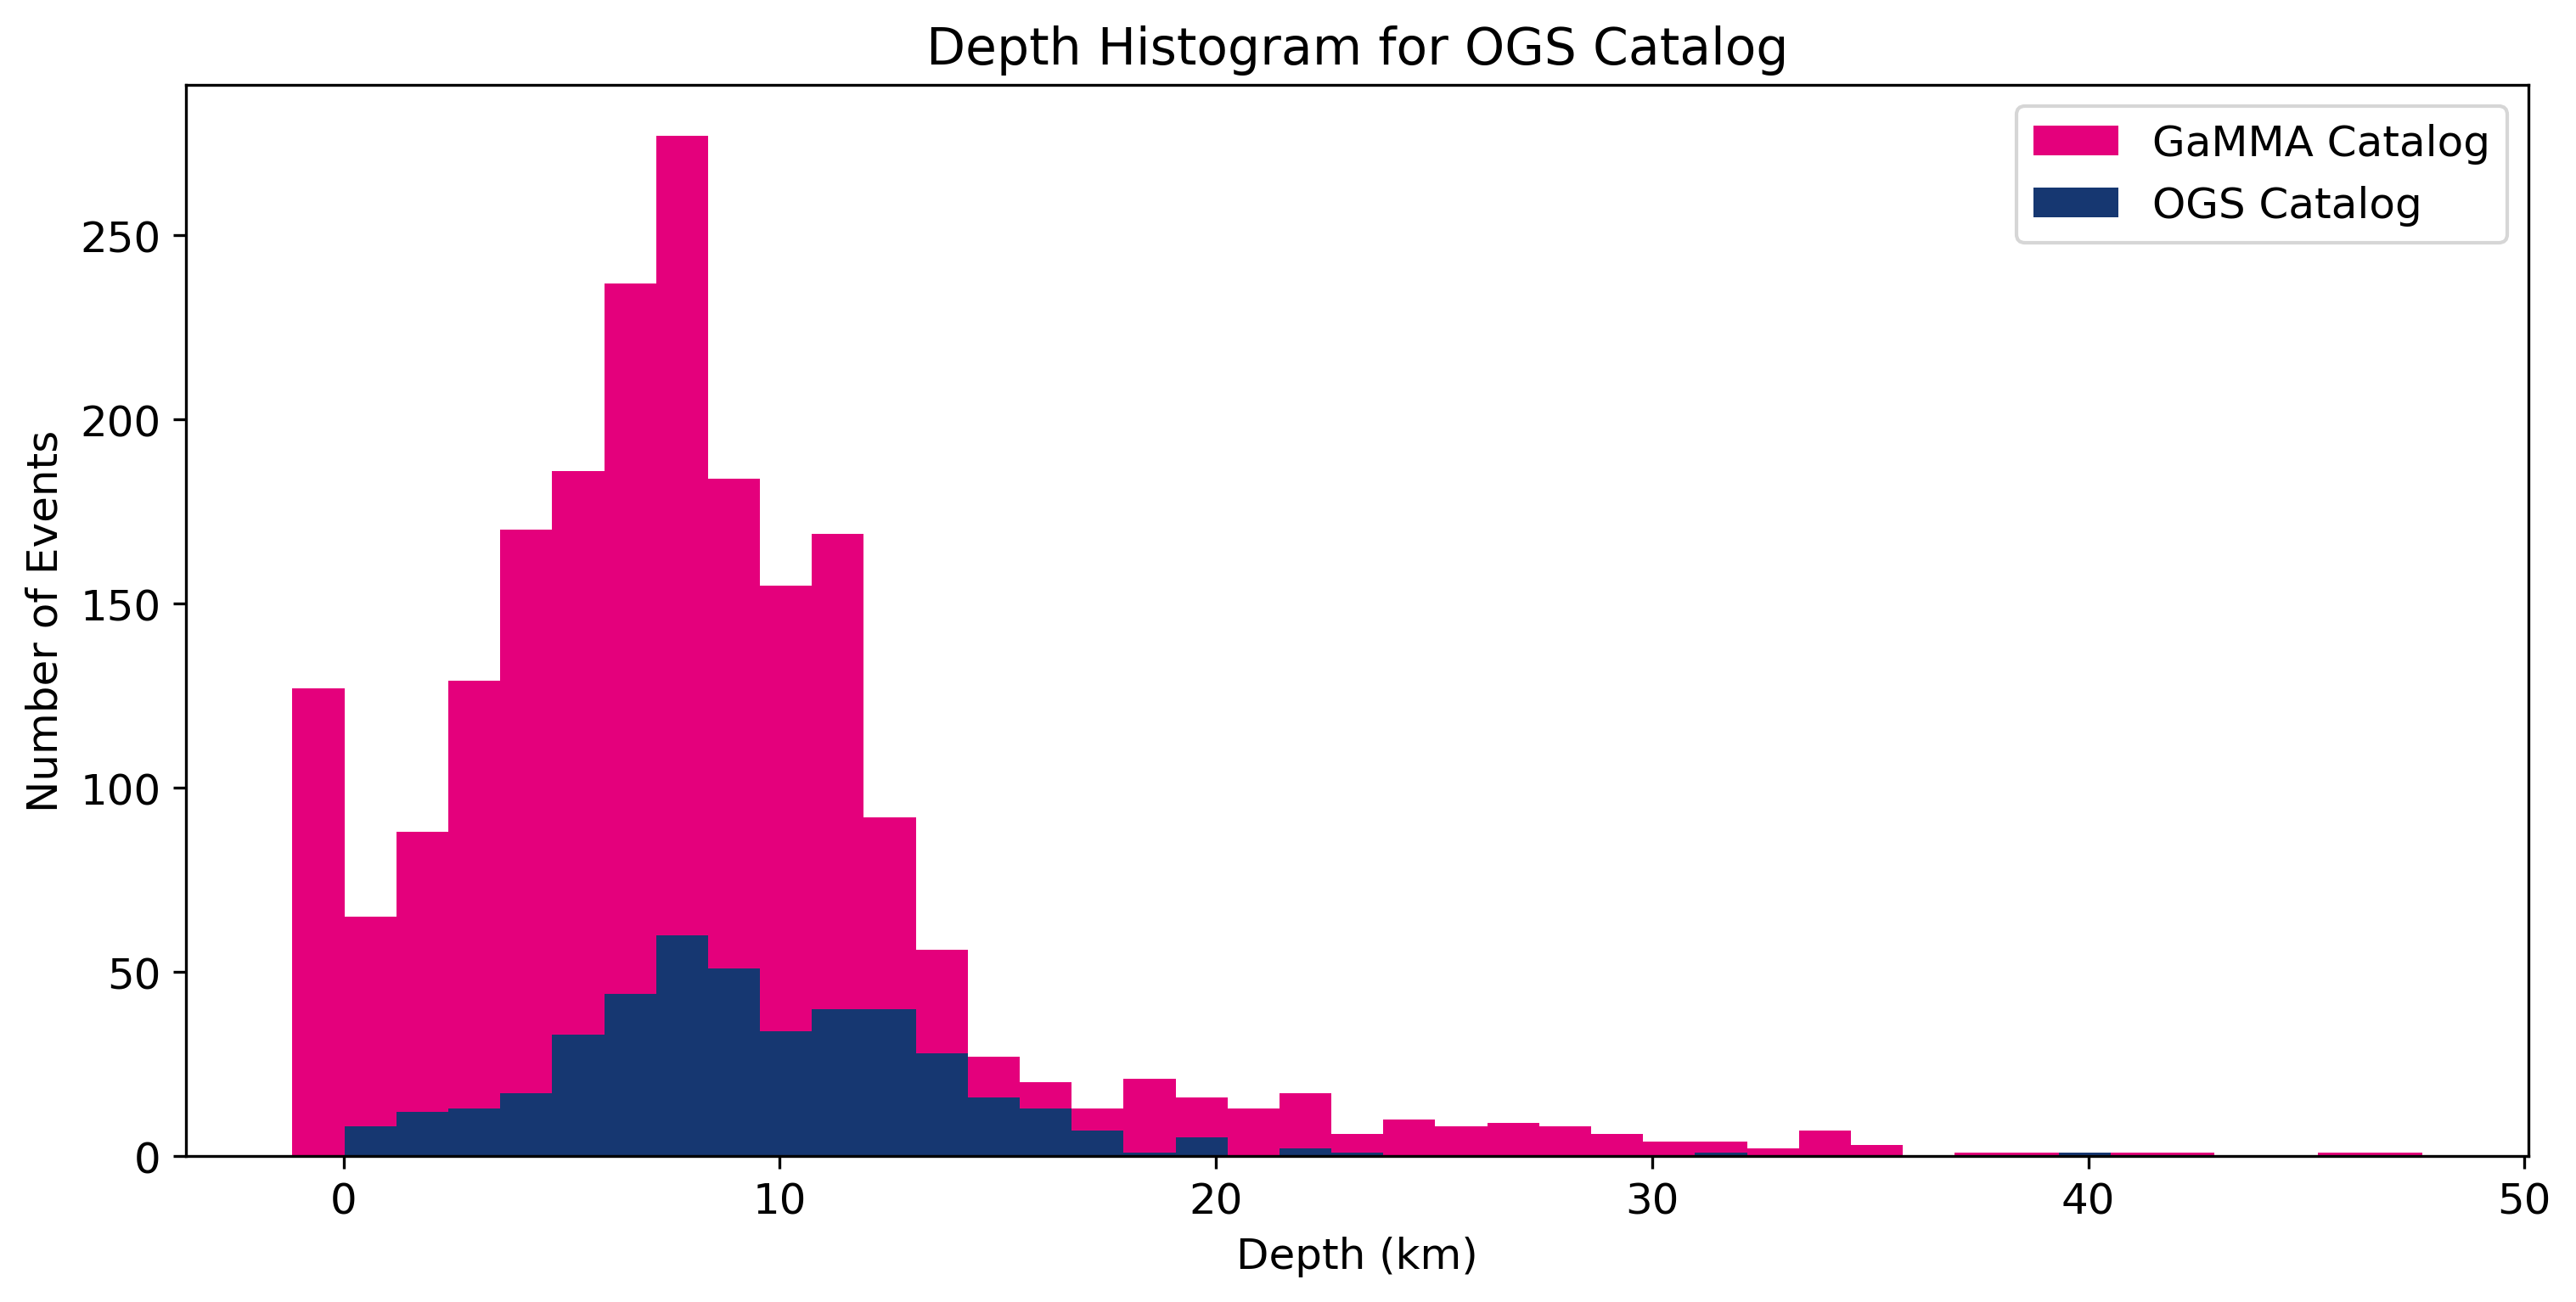 Depth Histogram for OGS Catalog
GaMMA Catalog
OGS Catalog
Number of Events
250
200
150
100
50
0
0 10 20 30 40 50
Depth (km)